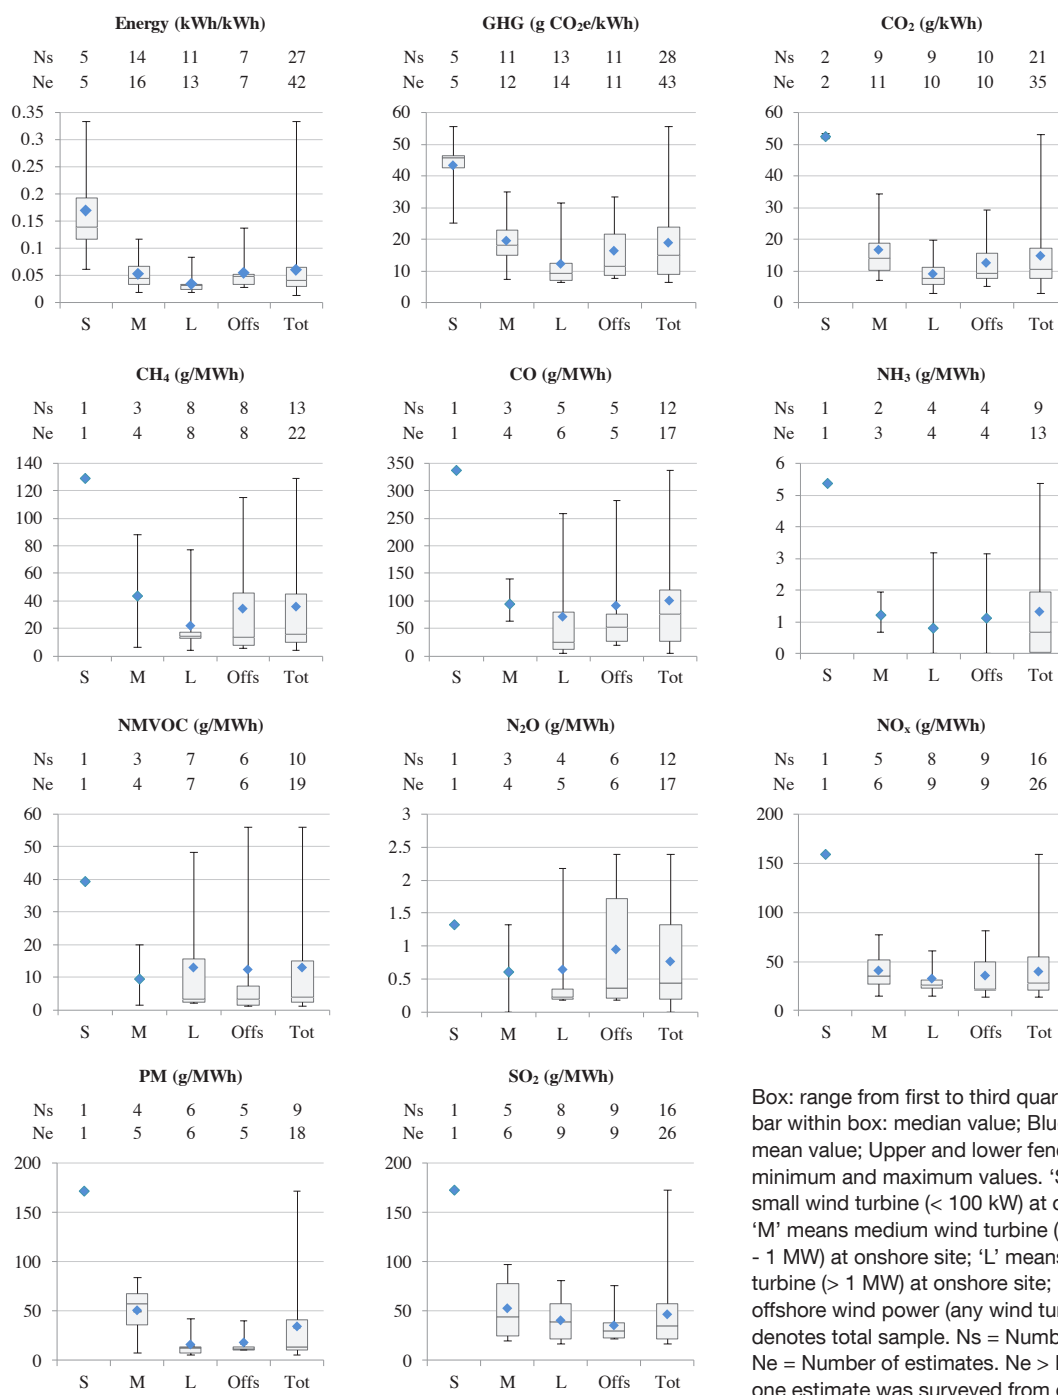 Energy (kWh/kWh)
Ns 5 14 11 7 27
Ne 5 16 13 7 42
0.35
0.3
0.25
0.2
0.15
0.1
0.05
0
S M L Offs Tot
GHG (g CO₂e/kWh)
Ns 5 11 13 11 28
Ne 5 12 14 11 43
60
50
40
30
20
10
0
S M L Offs Tot
CO₂ (g/kWh)
Ns 2 9 9 10 21
Ne 2 11 10 10 35
60
50
40
30
20
10
0
S M L Offs Tot
CH₄ (g/MWh)
Ns 1 3 8 8 13
Ne 1 4 8 8 22
140
120
100
80
60
40
20
0
S M L Offs Tot
CO (g/MWh)
Ns 1 3 5 5 12
Ne 1 4 6 5 17
350
300
250
200
150
100
50
0
S M L Offs Tot
NH₃ (g/MWh)
Ns 1 2 4 4 9
Ne 1 3 4 4 13
6
5
4
3
2
1
0
S M L Offs Tot
NMVOC (g/MWh)
Ns 1 3 7 6 10
Ne 1 4 7 6 19
60
50
40
30
20
10
0
S M L Offs Tot
N₂O (g/MWh)
Ns 1 3 4 6 12
Ne 1 4 5 6 17
3
2.5
2
1.5
1
0.5
0
S M L Offs Tot
NOₓ (g/MWh)
Ns 1 5 8 9 16
Ne 1 6 9 9 26
200
150
100
50
0
S M L Offs Tot
PM (g/MWh)
Ns 1 4 6 5 9
Ne 1 5 6 5 18
200
150
100
50
0
S M L Offs Tot
SO₂ (g/MWh)
Ns 1 5 8 9 16
Ne 1 6 9 9 26
200
150
100
50
0
S M L Offs Tot
Box: range from first to third
bar within box: median value;
mean value; Upper and lower
minimum and maximum values.
small wind turbine (< 100 kW) at
'M' means medium wind turbine (
- 1 MW) at onshore site; 'L' means
turbine (> 1 MW) at onshore site;
offshore wind power (any wind
denotes total sample. Ns =
Ne = Number of estimates. Ne >
one estimate was surveyed from